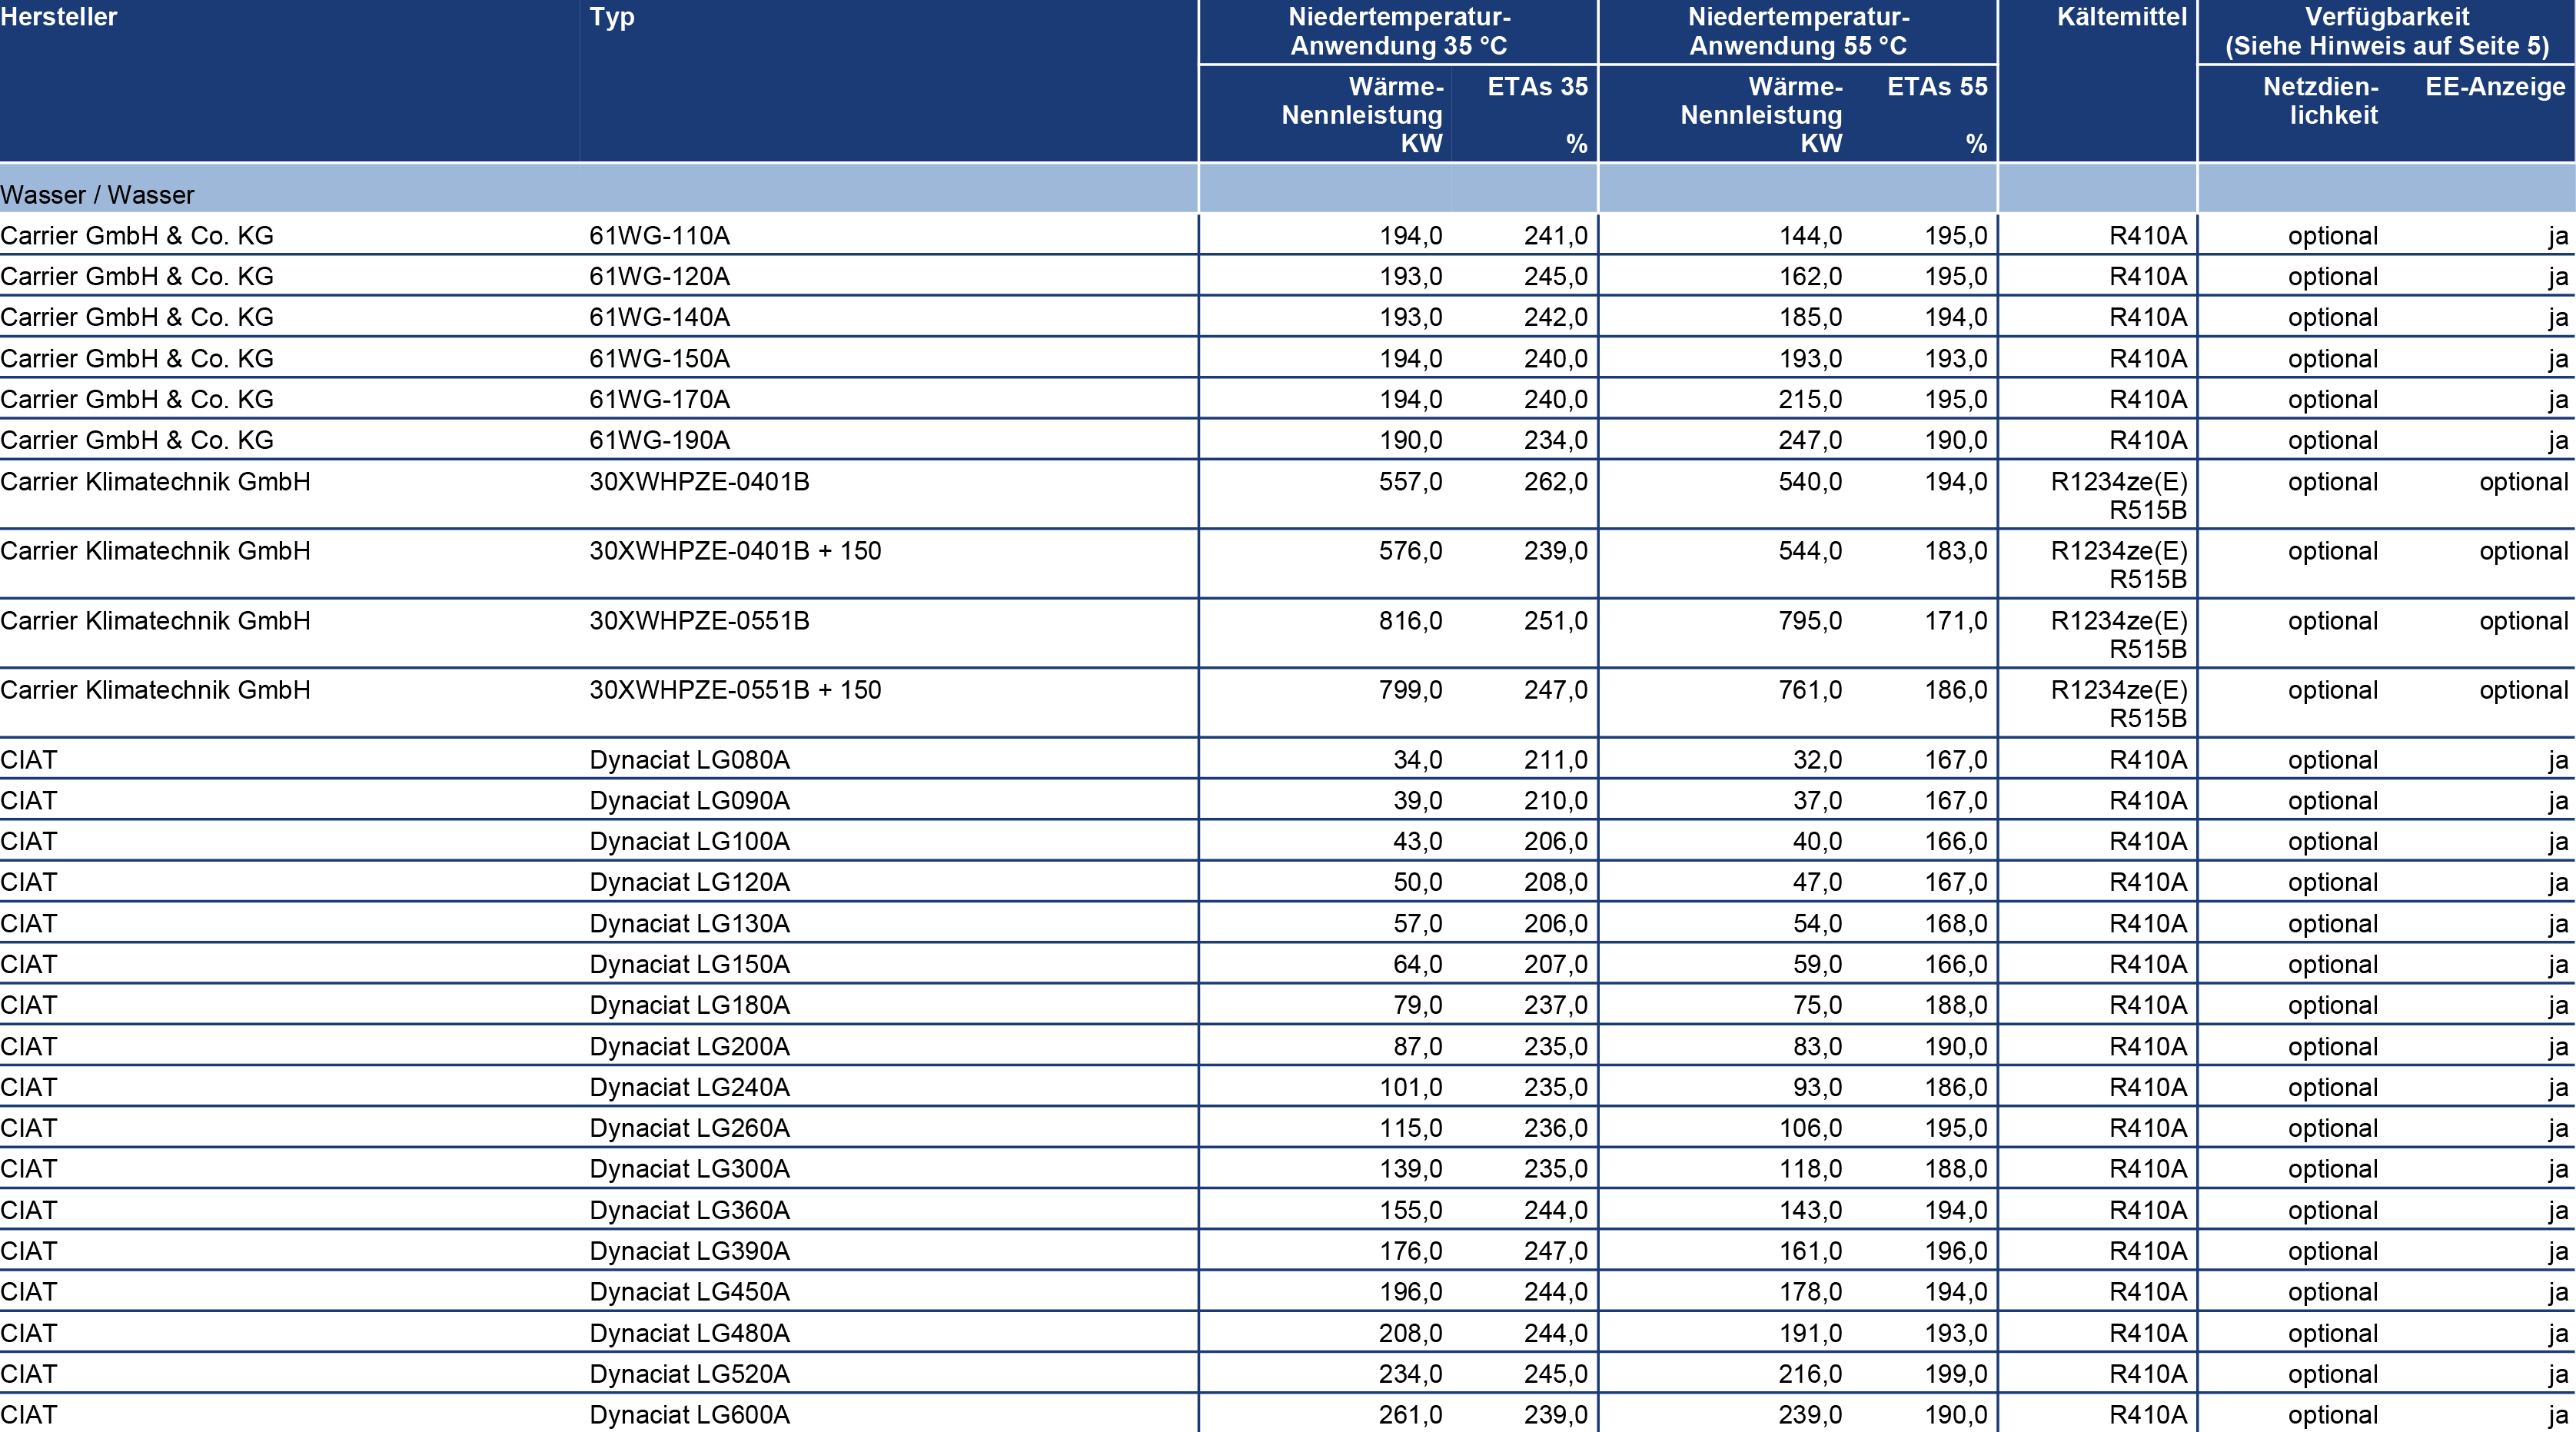 Hersteller Typ Niedertemperatur- Niedertemperatur- Kältemittel Verfügbarkeit
Anwendung 35 °C Anwendung 55 °C (Siehe Hinweis auf Seite 5)
Wärme- ETAs 35 Wärme- ETAs 55 Netzdien- EE-Anzeige
Nennleistung Nennleistung lichkeit
KW % KW %
Wasser / Wasser
Carrier GmbH & Co. KG 61WG-110A 194,0 241,0 144,0 195,0 R410A optional ja
Carrier GmbH & Co. KG 61WG-120A 193,0 245,0 162,0 195,0 R410A optional ja
Carrier GmbH & Co. KG 61WG-140A 193,0 242,0 185,0 194,0 R410A optional ja
Carrier GmbH & Co. KG 61WG-150A 194,0 240,0 193,0 193,0 R410A optional ja
Carrier GmbH & Co. KG 61WG-170A 194,0 240,0 215,0 195,0 R410A optional ja
Carrier GmbH & Co. KG 61WG-190A 190,0 234,0 247,0 190,0 R410A optional ja
Carrier Klimatechnik GmbH 30XWHPZE-0401B 557,0 262,0 540,0 194,0 R1234ze(E) optional optional
R515B
Carrier Klimatechnik GmbH 30XWHPZE-0401B + 150 576,0 239,0 544,0 183,0 R1234ze(E) optional optional
R515B
Carrier Klimatechnik GmbH 30XWHPZE-0551B 816,0 251,0 795,0 171,0 R1234ze(E) optional optional
R515B
Carrier Klimatechnik GmbH 30XWHPZE-0551B + 150 799,0 247,0 761,0 186,0 R1234ze(E) optional optional
R515B
CIAT Dynaciat LG080A 34,0 211,0 32,0 167,0 R410A optional ja
CIAT Dynaciat LG090A 39,0 210,0 37,0 167,0 R410A optional ja
CIAT Dynaciat LG100A 43,0 206,0 40,0 166,0 R410A optional ja
CIAT Dynaciat LG120A 50,0 208,0 47,0 167,0 R410A optional ja
CIAT Dynaciat LG130A 57,0 206,0 54,0 168,0 R410A optional ja
CIAT Dynaciat LG150A 64,0 207,0 59,0 166,0 R410A optional ja
CIAT Dynaciat LG180A 79,0 237,0 75,0 188,0 R410A optional ja
CIAT Dynaciat LG200A 87,0 235,0 83,0 190,0 R410A optional ja
CIAT Dynaciat LG240A 101,0 235,0 93,0 186,0 R410A optional ja
CIAT Dynaciat LG260A 115,0 236,0 106,0 195,0 R410A optional ja
CIAT Dynaciat LG300A 139,0 235,0 118,0 188,0 R410A optional ja
CIAT Dynaciat LG360A 155,0 244,0 143,0 194,0 R410A optional ja
CIAT Dynaciat LG390A 176,0 247,0 161,0 196,0 R410A optional ja
CIAT Dynaciat LG450A 196,0 244,0 178,0 194,0 R410A optional ja
CIAT Dynaciat LG480A 208,0 244,0 191,0 193,0 R410A optional ja
CIAT Dynaciat LG520A 234,0 245,0 216,0 199,0 R410A optional ja
CIAT Dynaciat LG600A 261,0 239,0 239,0 190,0 R410A optional ja